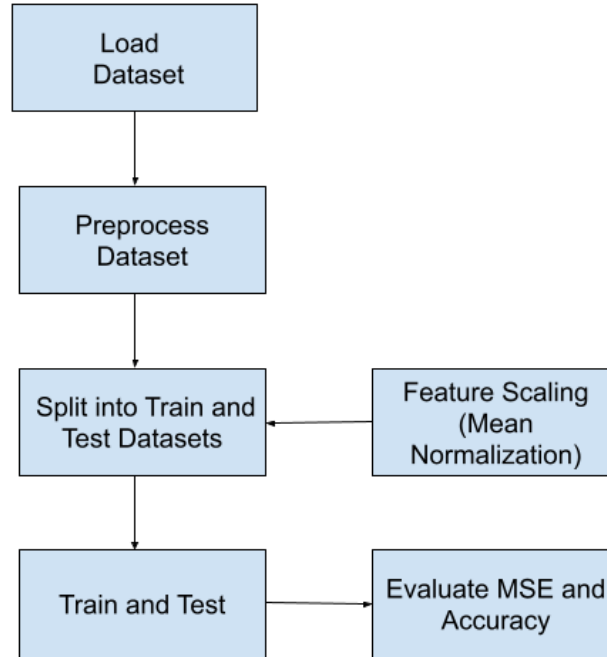 Load
Dataset
Preprocess
Dataset
Split into Train and
Test Datasets
Feature Scaling
(Mean
Normalization)
Train and Test
Evaluate MSE and
Accuracy